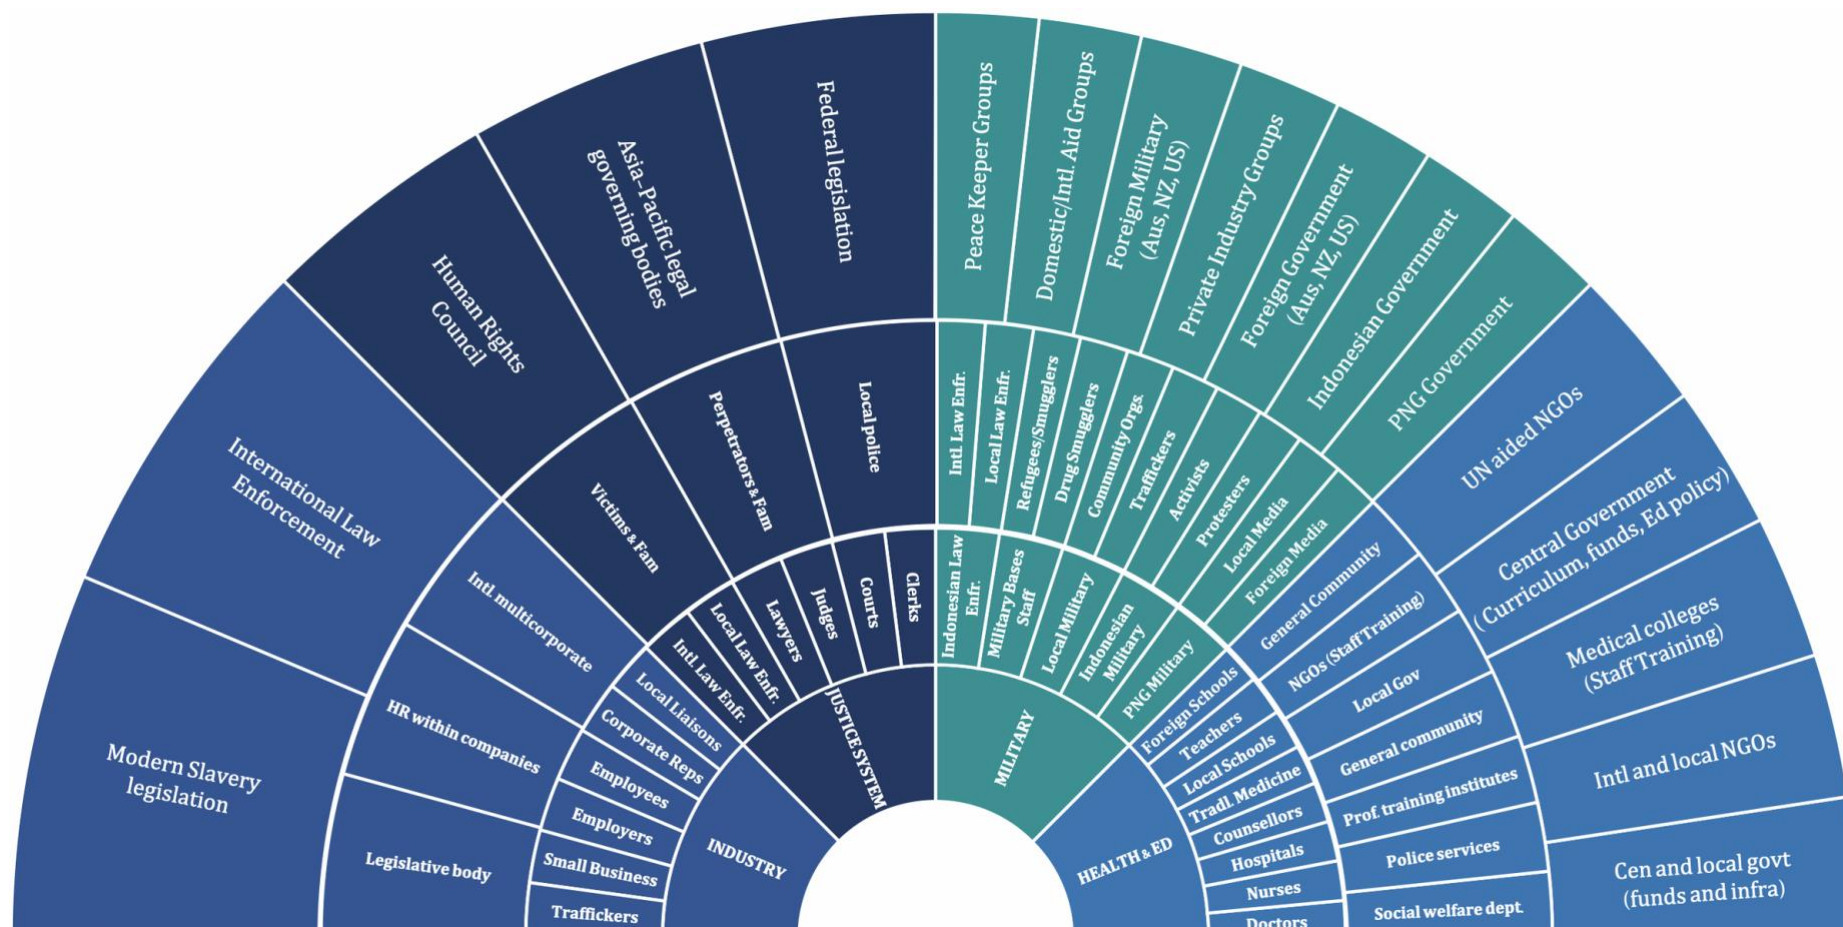 Modern Slavery
legislation
International Law
Enforcement
Human Rights
Council
Asia-Pacific legal
governing bodies
Federal legislation
Peace Keeper Groups
Domestic/Intl. Aid Groups
Foreign Military
(Aus, NZ, US)
Private Industry Groups
Foreign Government
(Aus, NZ, US)
Indonesian Government
PNG Government
UN aided NGOs
Central Government
( Curriculum, funds, Ed policy)
Medical colleges
(Staff Training)
Intl and local NGOs
Cen and local govt
(funds and infra)
Legislative body
HR within companies
Intl. multicorporate
Victims & Fam
Perpetrators & Fam
Local police
Intl. Law Enfr.
Local Law Enfr.
Refugees/Smugglers
Drug Smugglers
Community Orgs.
Traffickers
Activists
Protesters
Local Media
Foreign Media
General Community
NGOs (Staff Training)
Local Gov
General community
Prof. training institutes
Police services
Social welfare dept.
Traffickers
Small Business
Employers
Employees
Corporate Reps
Local Liaisons
Intl. Law Enfr.
Local Law Enfr.
Lawyers
Judges
Courts
Clerks
Indonesian Law
Enfr.
Military Bases
Staff
Local Military
Indonesian
Military
PNG Military
Foreign Schools
Teachers
Local Schools
Tradl. Medicine
Counsellors
Hospitals
Nurses
Doctors
INDUSTRY
JUSTICE SYSTEM
MILITARY
HEALTH & ED